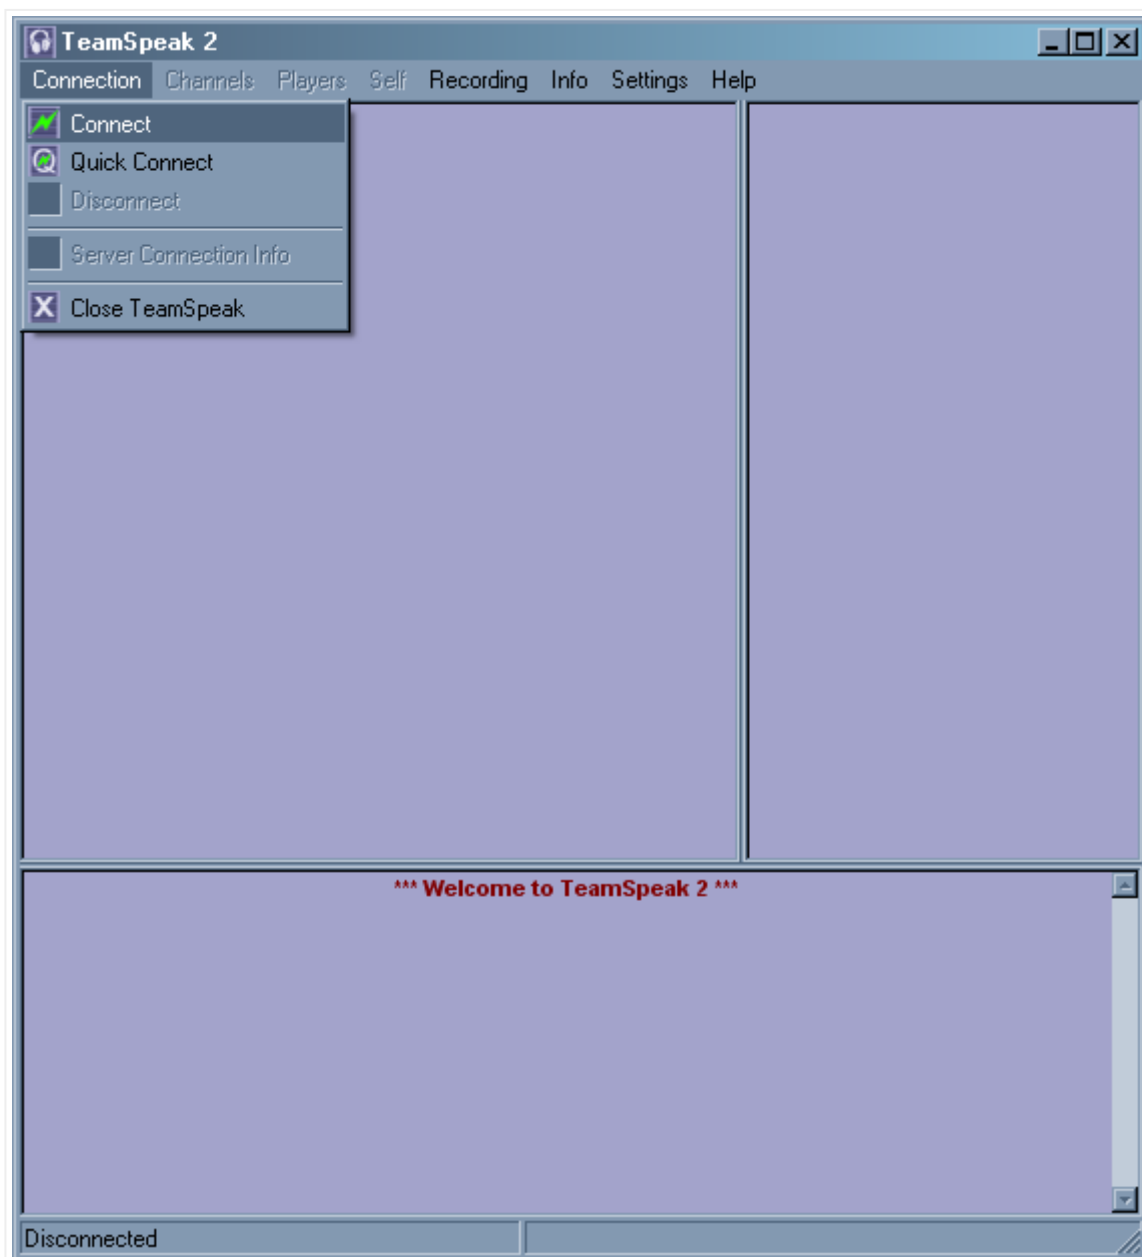 TeamSpeak 2
Connection Channels Players Self Recording Info Settings Help
Connect
Quick Connect
Disconnect
Server Connection Info
Close TeamSpeak
*** Welcome to TeamSpeak 2 ***
Disconnected